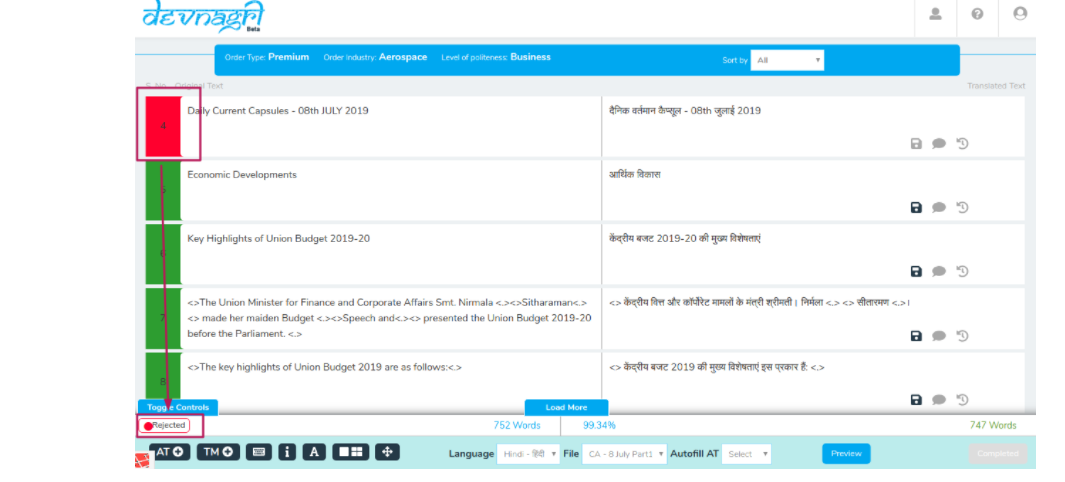 devnagri
Beta
Order Type: Premium Order Industry: Aerospace Level of politeness: Business Sort by All
S. No. Original Text Translated Text
4 Daily Current Capsules - 08th JULY 2019 दैनिक वर्तमान कैप्सूल - 08th जुलाई 2019
5 Economic Developments आर्थिक विकास
6 Key Highlights of Union Budget 2019-20 केंद्रीय बजट 2019-20 की मुख्य विशेषताएं
<>The Union Minister for Finance and Corporate Affairs Smt. Nirmala <.><>Sitharaman<.> <> केंद्रीय वित्त और कॉर्पोरेट मामलों के मंत्री श्रीमती। निर्मला <.> <> सीतारमण <.>।
7 <> made her maiden Budget <.><>Speech and<.><> presented the Union Budget 2019-20
before the Parliament. <.>
<>The key highlights of Union Budget 2019 are as follows:<.> <> केंद्रीय बजट 2019 की मुख्य विशेषताएं इस प्रकार हैं: <.>
8
Toggle Controls Load More
Rejected 752 Words 99.34% 747 Words
AT TM i A Language Hindi - हिंदी File CA - 8 July Part1 Autofill AT Select Preview Completed